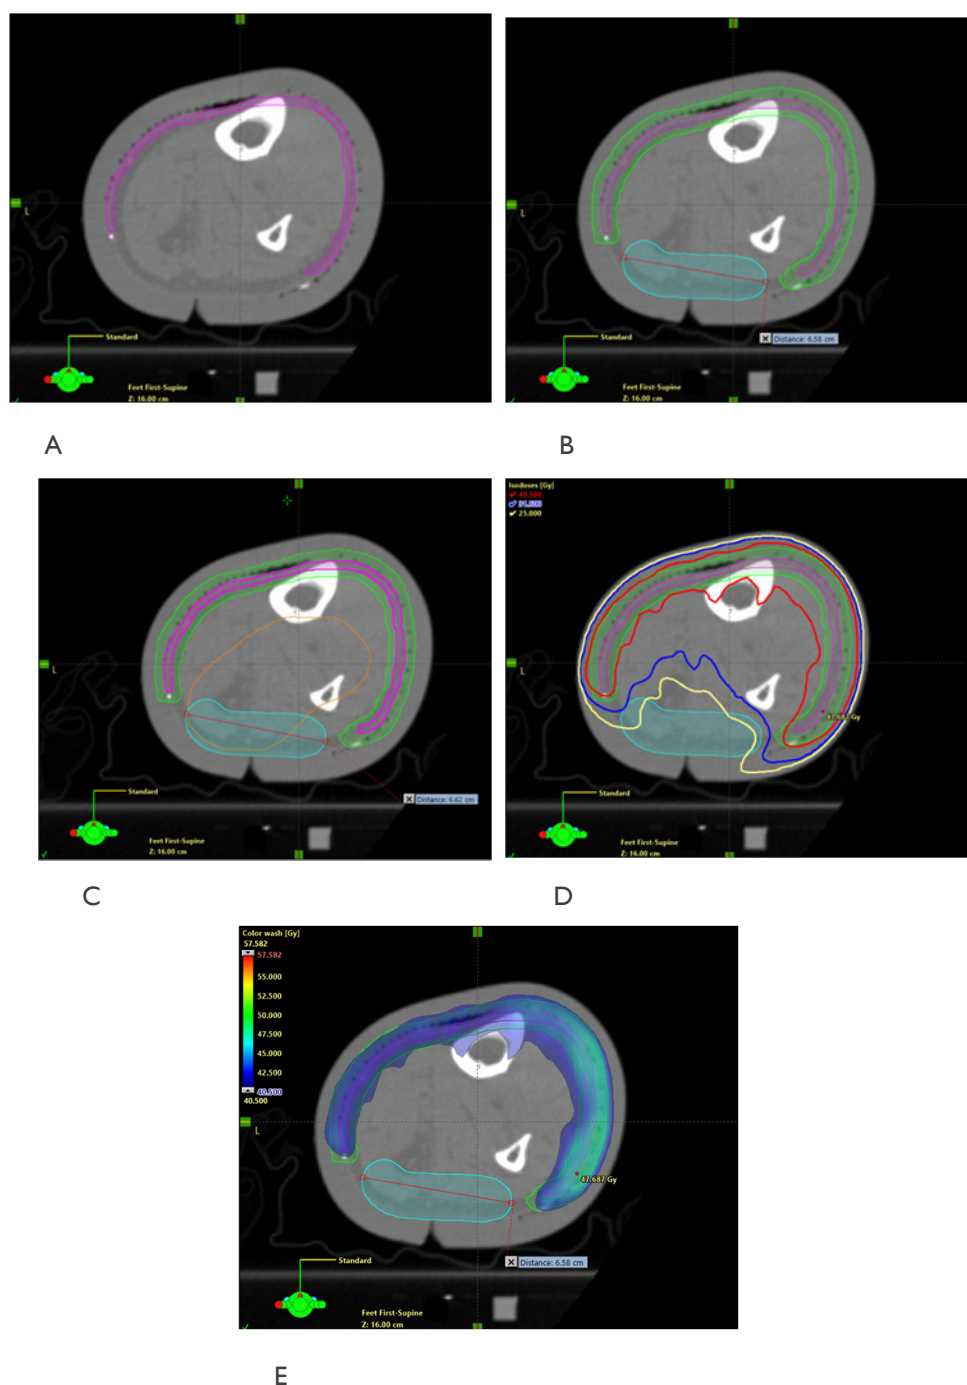 L
Standard
Feet First-Supine
Z: 16.00 cm
A
L
Distance: 6.58 cm
Standard
Feet First-Supine
Z: 16.00 cm
B
L
Distance: 6.62 cm
Standard
Feet First-Supine
Z: 16.00 cm
C
Isodoses [Gy]
40.500
31.500
25.000
L
Standard
Feet First-Supine
Z: 16.00 cm
D
Color wash [Gy]
57.582
57.582
55.000
52.500
50.000
47.500
45.000
42.500
40.500
40.500
L
47.687 Gy
Distance: 6.58 cm
Standard
Feet First-Supine
Z: 16.00 cm
E